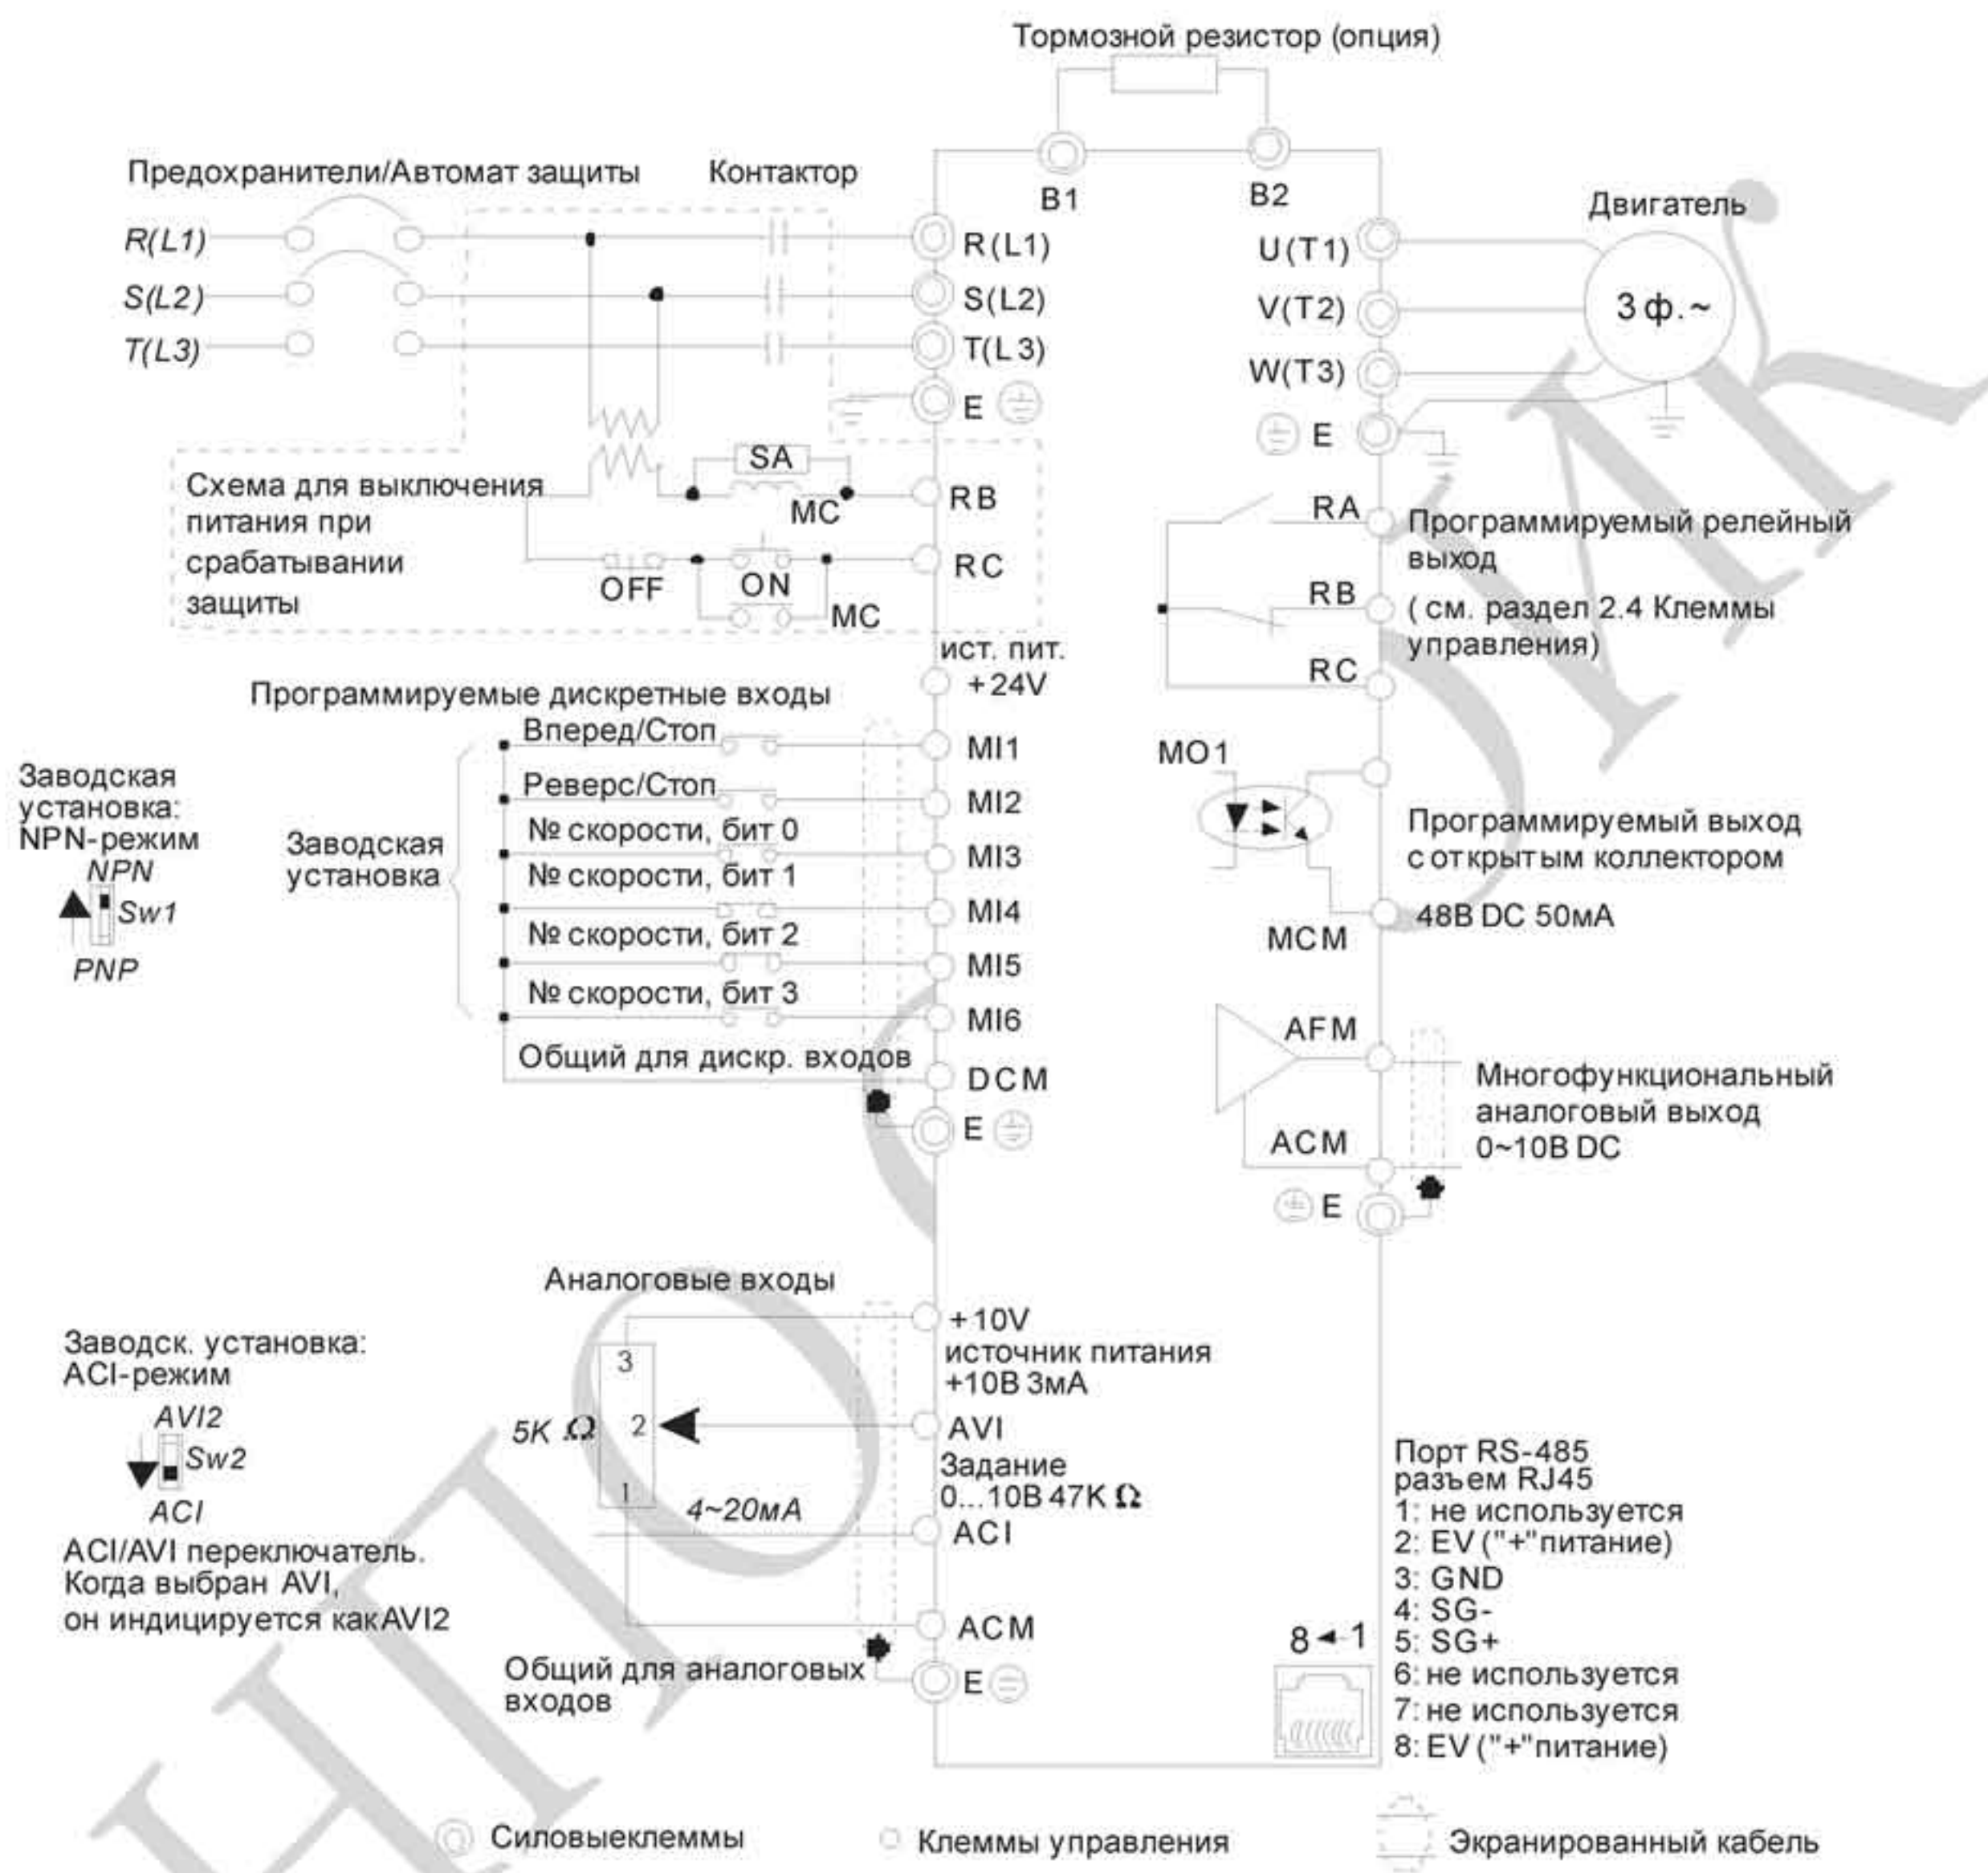 Тормозной резистор (опция)
B1
B2
Предохранители/Автомат защиты
Контактор
R(L1)
S(L2)
T(L3)
R(L1)
S(L2)
T(L3)
E
Двигатель
U(T1)
V(T2)
W(T3)
3 ф.~
E
Схема для выключения
питания при
срабатывании
защиты
SA
MC
RB
OFF
ON
MC
RC
RA
RB
RC
Программируемый релейный
выход
( см. раздел 2.4 Клеммы
управления)
ист. пит.
+24V
Программируемые дискретные входы
Вперед/Стоп
Реверс/Стоп
№ скорости, бит 0
№ скорости, бит 1
№ скорости, бит 2
№ скорости, бит 3
Общий для дискр. входов
MI1
MI2
MI3
MI4
MI5
MI6
DCM
E
Заводская
установка:
NPN-режим
NPN
Sw1
PNP
Заводская
установка
MO1
MCM
Программируемый выход
с открытым коллектором
48В DC 50мА
AFM
ACM
E
Многофункциональный
аналоговый выход
0~10В DC
Аналоговые входы
+10V
источник питания
+10В 3мА
3
2
1
5K Ω
AVI
Задание
0...10В 47K Ω
4~20мА
ACI
ACM
E
Общий для аналоговых
входов
Заводск. установка:
ACI-режим
AVI2
Sw2
ACI
ACI/AVI переключатель.
Когда выбран AVI,
он индицируется как AVI2
Порт RS-485
разъем RJ45
1: не используется
2: EV ("+"питание)
3: GND
4: SG-
5: SG+
6: не используется
7: не используется
8: EV ("+"питание)
8 1
Силовыеклеммы
Клеммы управления
Экранированный кабель